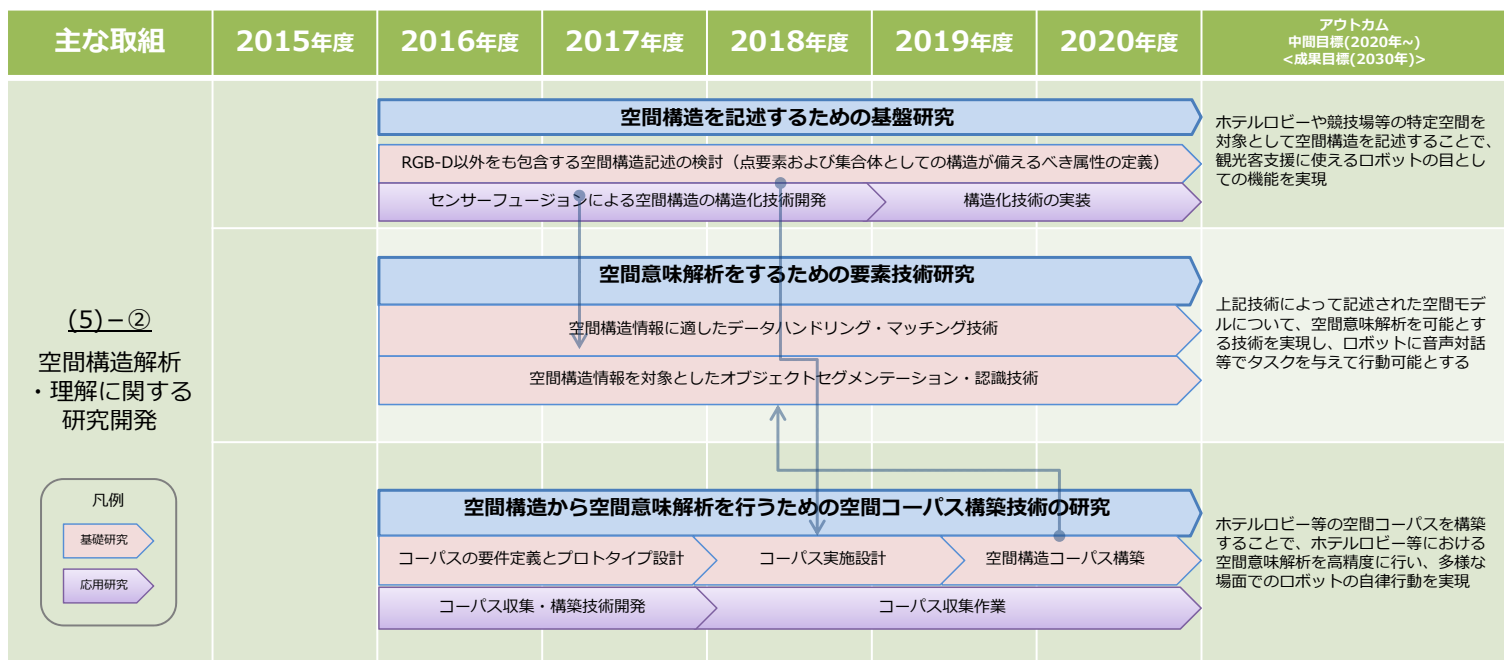 主な取組
2015年度
2016年度
2017年度
2018年度
2019年度
2020年度
アウトカム
中間目標(2020年~)
<成果目標(2030年)>
(5)−②
空間構造解析
・理解に関する
研究開発
凡例
基礎研究
応用研究
空間構造を記述するための基盤研究
RGB-D以外をも包含する空間構造記述の検討（点要素および集合体としての構造が備えるべき属性の定義）
センサーフュージョンによる空間構造の構造化技術開発
構造化技術の実装
ホテルロビーや競技場等の特定空間を
対象として空間構造を記述することで、
観光客支援に使えるロボットの目とし
ての機能を実現
空間意味解析をするための要素技術研究
空間構造情報に適したデータハンドリング・マッチング技術
空間構造情報を対象としたオブジェクトセグメンテーション・認識技術
上記技術によって記述された空間モデ
ルについて、空間意味解析を可能とす
る技術を実現し、ロボットに音声対話
等でタスクを与えて行動可能とする
空間構造から空間意味解析を行うための空間コーパス構築技術の研究
コーパスの要件定義とプロトタイプ設計
コーパス実施設計
空間構造コーパス構築
コーパス収集・構築技術開発
コーパス収集作業
ホテルロビー等の空間コーパスを構築
することで、ホテルロビー等における
空間意味解析を高精度に行い、多様な
場面でのロボットの自律行動を実現